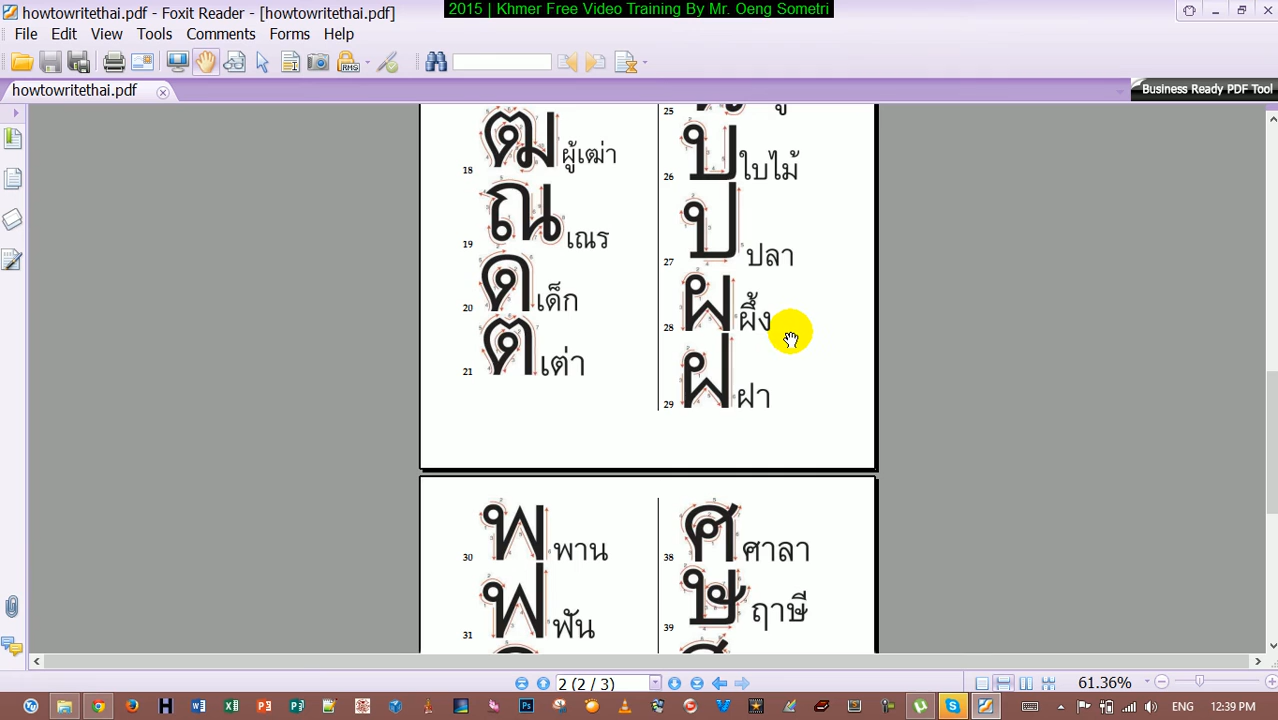 howtowritethai.pdf - Foxit Reader - [howtowritethai.pdf]
2015 | Khmer Free Video Training By Mr. Oeng Sometri
File Edit View Tools Comments Forms Help
howtowritethai.pdf
Business Ready PDF Tool
18 ฒ ผู้เฒ่า
19 ณ เณร
20 ด เด็ก
21 ต เต่า
25
26 บ ใบไม้
27 ป ปลา
28 ผ ผึ้ง
29 ฝ ฝา
30 พ พาน
31 ฟ ฟัน
38 ศ ศาลา
39 ษ ฤาษี
2 (2 / 3)
61.36%
ENG 12:39 PM